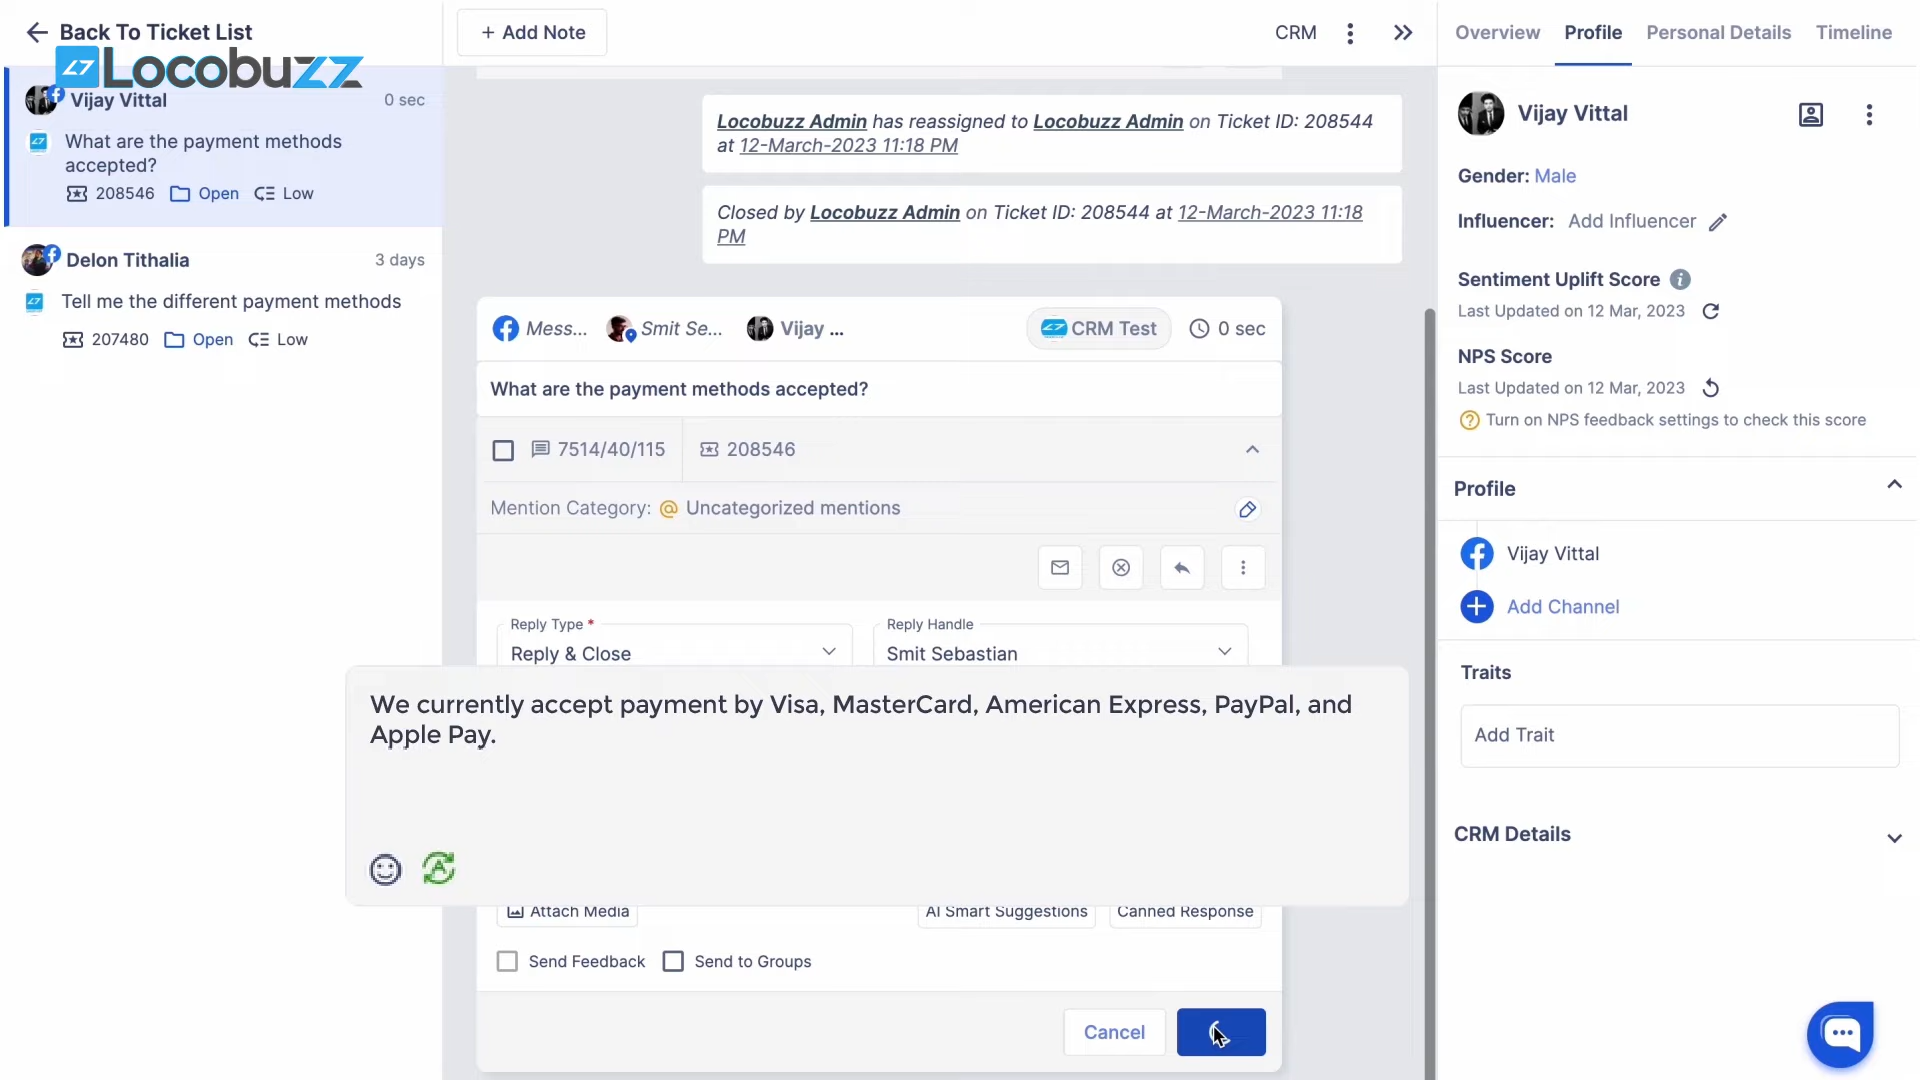 Back To Ticket List
Locobuzz
Vijay Vittal
0 sec
What are the payment methods
accepted?
208546 Open Low
Delon Tithalia
3 days
Tell me the different payment methods
207480 Open Low
+ Add Note
CRM
Locobuzz Admin has reassigned to Locobuzz Admin on Ticket ID: 208544
at 12-March-2023 11:18 PM
Closed by Locobuzz Admin on Ticket ID: 208544 at 12-March-2023 11:18
PM
Mess... Smit Se... Vijay ... CRM Test 0 sec
What are the payment methods accepted?
7514/40/115 208546
Mention Category: @ Uncategorized mentions
Reply Type *
Reply & Close
Reply Handle
Smit Sebastian
We currently accept payment by Visa, MasterCard, American Express, PayPal, and
Apple Pay.
Attach Media
AI Smart Suggestions
Canned Response
Send Feedback
Send to Groups
Cancel
Overview Profile Personal Details Timeline
Vijay Vittal
Gender: Male
Influencer: Add Influencer
Sentiment Uplift Score
Last Updated on 12 Mar, 2023
NPS Score
Last Updated on 12 Mar, 2023
Turn on NPS feedback settings to check this score
Profile
Vijay Vittal
Add Channel
Traits
Add Trait
CRM Details